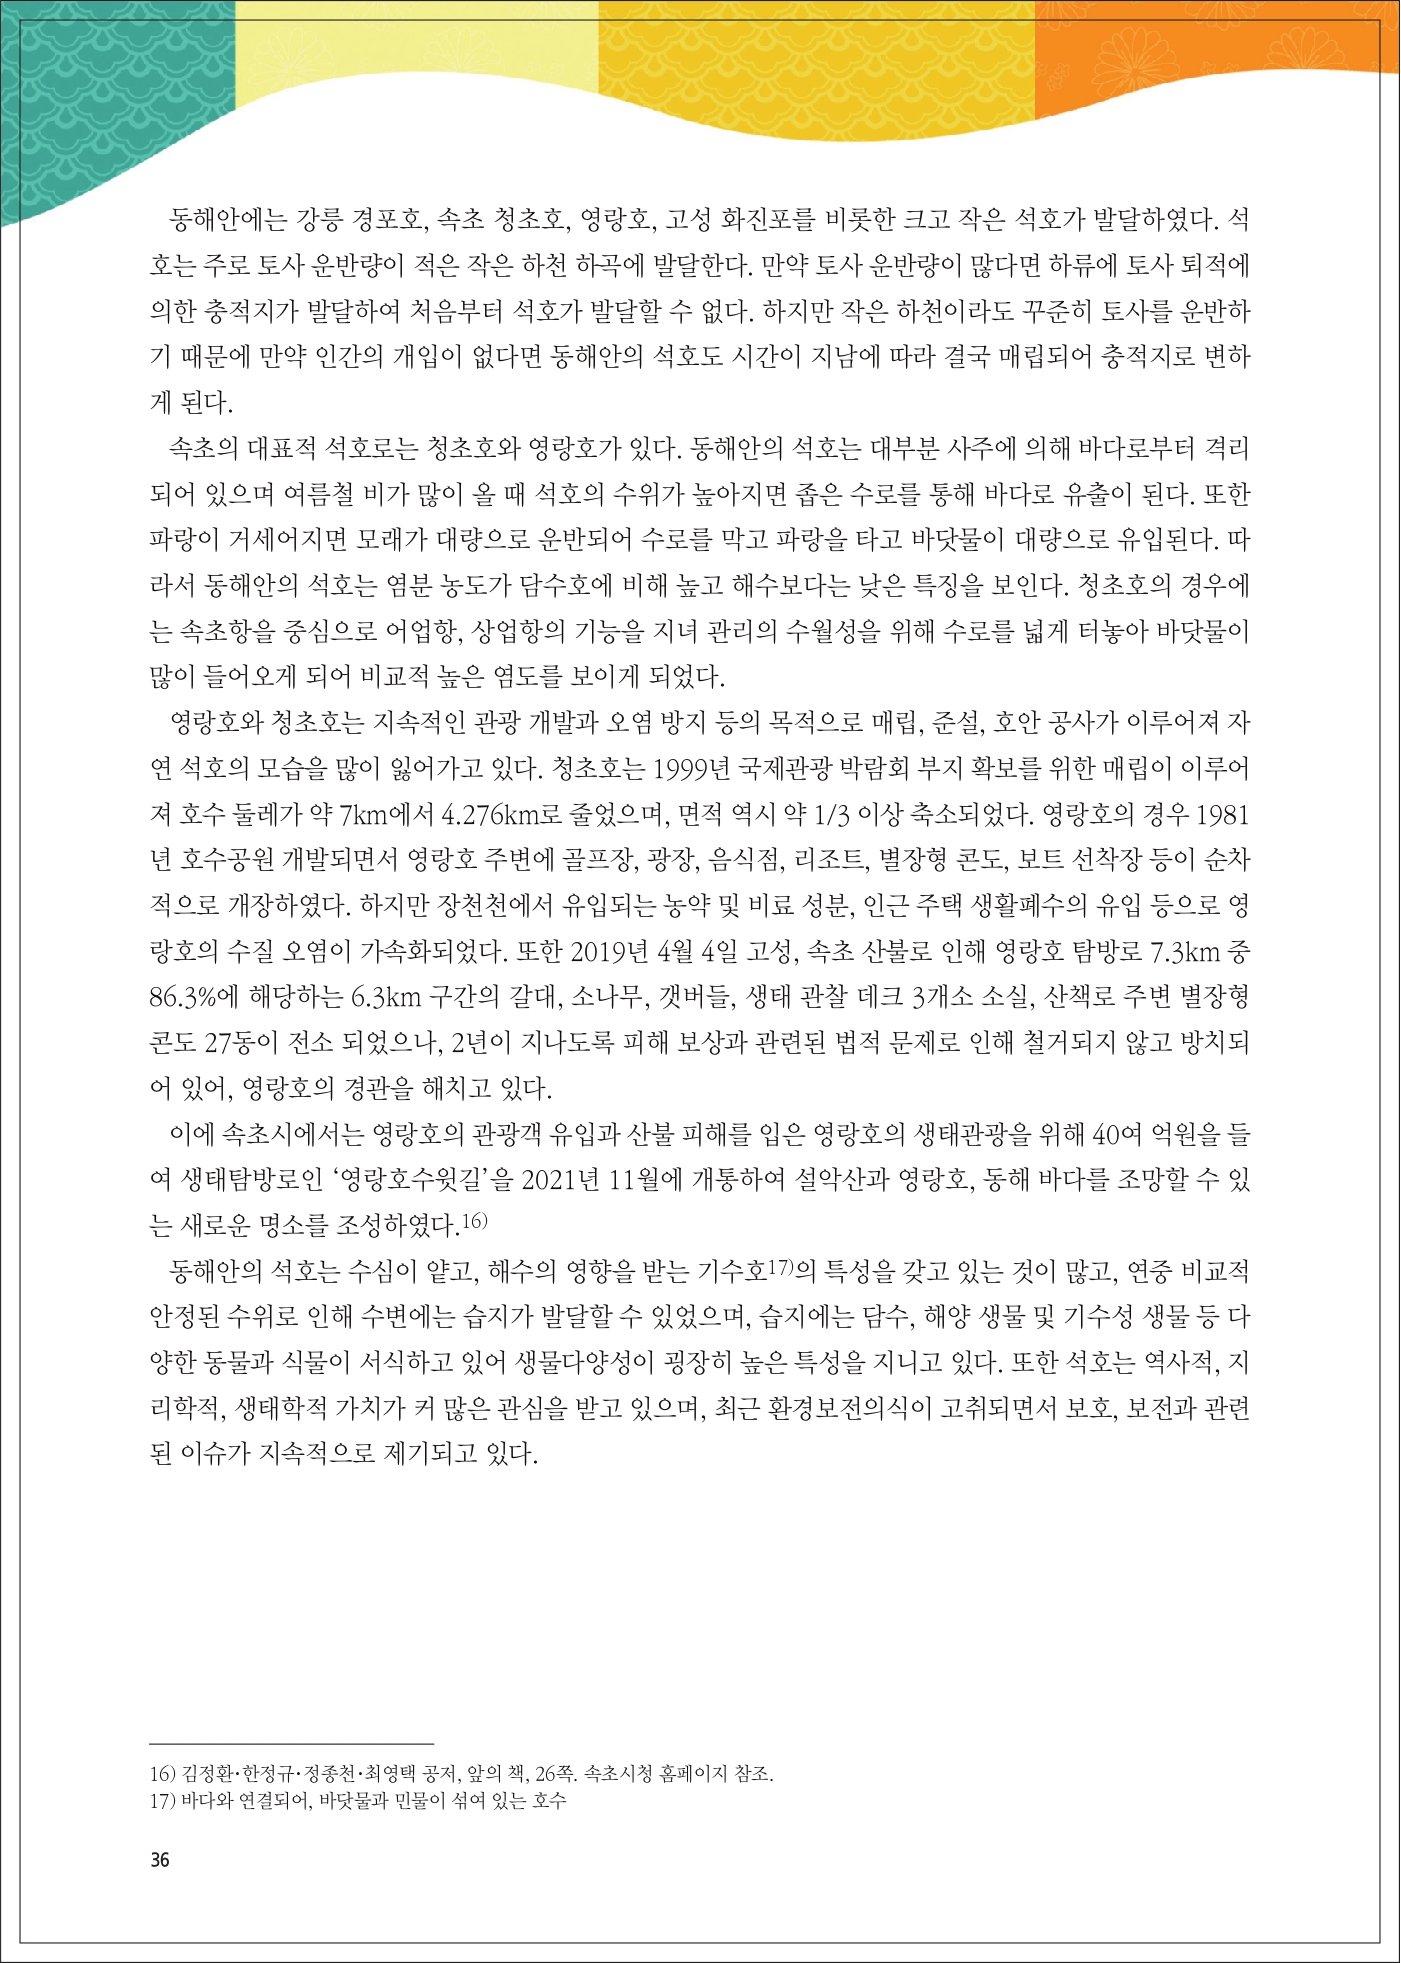 동해안에는 강릉 경포호, 속초 청초호, 영랑호, 고성 화진포를 비롯한 크고 작은 석호가 발달하였다. 석
호는 주로 토사 운반량이 적은 작은 하천 하곡에 발달한다. 만약 토사 운반량이 많다면 하류에 토사 퇴적에
의한 충적지가 발달하여 처음부터 석호가 발달할 수 없다. 하지만 작은 하천이라도 꾸준히 토사를 운반하
기 때문에 만약 인간의 개입이 없다면 동해안의 석호도 시간이 지남에 따라 결국 매립되어 충적지로 변하
게 된다.
속초의 대표적 석호로는 청초호와 영랑호가 있다. 동해안의 석호는 대부분 사주에 의해 바다로부터 격리
되어 있으며 여름철 비가 많이 올 때 석호의 수위가 높아지면 좁은 수로를 통해 바다로 유출이 된다. 또한
파랑이 거세어지면 모래가 대량으로 운반되어 수로를 막고 파랑을 타고 바닷물이 대량으로 유입된다. 따
라서 동해안의 석호는 염분 농도가 담수호에 비해 높고 해수보다는 낮은 특징을 보인다. 청초호의 경우에
는 속초항을 중심으로 어업항, 상업항의 기능을 지녀 관리의 수월성을 위해 수로를 넓게 터놓아 바닷물이
많이 들어오게 되어 비교적 높은 염도를 보이게 되었다.
영랑호와 청초호는 지속적인 관광 개발과 오염 방지 등의 목적으로 매립, 준설, 호안 공사가 이루어져 자
연 석호의 모습을 많이 잃어가고 있다. 청초호는 1999년 국제관광 박람회 부지 확보를 위한 매립이 이루어
져 호수 둘레가 약 7km에서 4.276km로 줄었으며, 면적 역시 약 1/3 이상 축소되었다. 영랑호의 경우 1981
년 호수공원 개발되면서 영랑호 주변에 골프장, 광장, 음식점, 리조트, 별장형 콘도, 보트 선착장 등이 순차
적으로 개장하였다. 하지만 장천천에서 유입되는 농약 및 비료 성분, 인근 주택 생활폐수의 유입 등으로 영
랑호의 수질 오염이 가속화되었다. 또한 2019년 4월 4일 고성, 속초 산불로 인해 영랑호 탐방로 7.3km 중
86.3%에 해당하는 6.3km 구간의 갈대, 소나무, 갯버들, 생태 관찰 데크 3개소 소실, 산책로 주변 별장형
콘도 27동이 전소 되었으나, 2년이 지나도록 피해 보상과 관련된 법적 문제로 인해 철거되지 않고 방치되
어 있어, 영랑호의 경관을 해치고 있다.
이에 속초시에서는 영랑호의 관광객 유입과 산불 피해를 입은 영랑호의 생태관광을 위해 40여 억원을 들
여 생태탐방로인 ‘영랑호수윗길’을 2021년 11월에 개통하여 설악산과 영랑호, 동해 바다를 조망할 수 있
는 새로운 명소를 조성하였다.16)
동해안의 석호는 수심이 얕고, 해수의 영향을 받는 기수호17)의 특성을 갖고 있는 것이 많고, 연중 비교적
안정된 수위로 인해 수변에는 습지가 발달할 수 있었으며, 습지에는 담수, 해양 생물 및 기수성 생물 등 다
양한 동물과 식물이 서식하고 있어 생물다양성이 굉장히 높은 특성을 지니고 있다. 또한 석호는 역사적, 지
리학적, 생태학적 가치가 커 많은 관심을 받고 있으며, 최근 환경보전의식이 고취되면서 보호, 보전과 관련
된 이슈가 지속적으로 제기되고 있다.
16) 김정환·한정규·정종천·최영택 공저, 앞의 책, 26쪽. 속초시청 홈페이지 참조.
17) 바다와 연결되어, 바닷물과 민물이 섞여 있는 호수
36